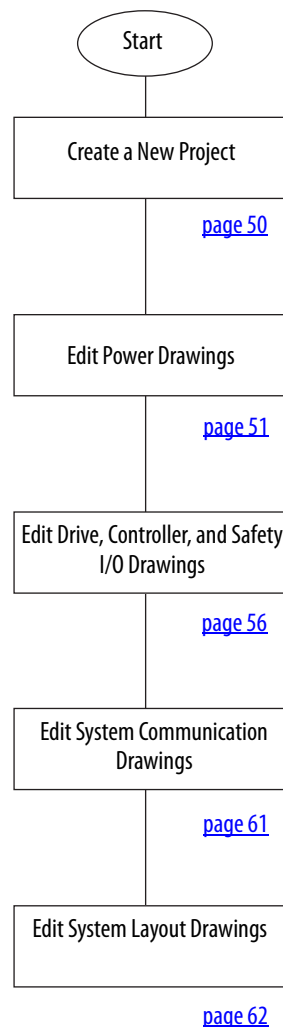 Start
Create a New Project
page 50
Edit Power Drawings
page 51
Edit Drive, Controller, and Safety
I/O Drawings
page 56
Edit System Communication
Drawings
page 61
Edit System Layout Drawings
page 62